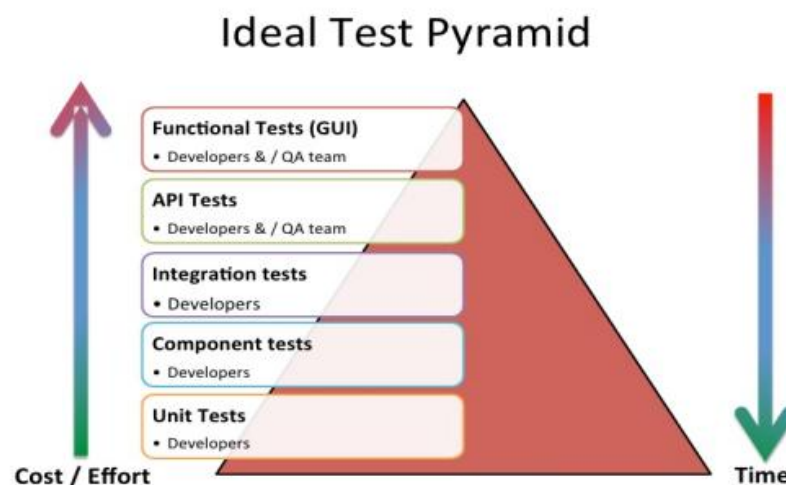 Ideal Test Pyramid
Functional Tests (GUI)
• Developers & / QA team
API Tests
• Developers & / QA team
Integration tests
• Developers
Component tests
• Developers
Unit Tests
• Developers
Cost / Effort
Time